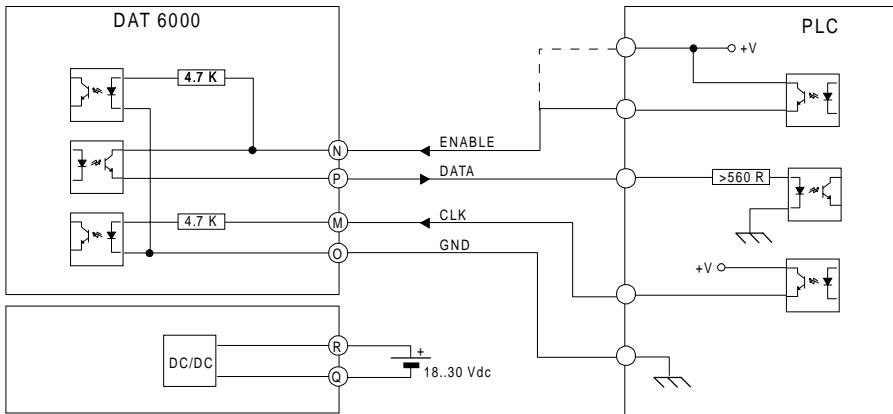 DAT 6000
PLC
4.7 K
+V
N
ENABLE
P
DATA
>560 R
4.7 K
M
CLK
O
GND
+V
DC/DC
R
Q
+
18..30 Vdc